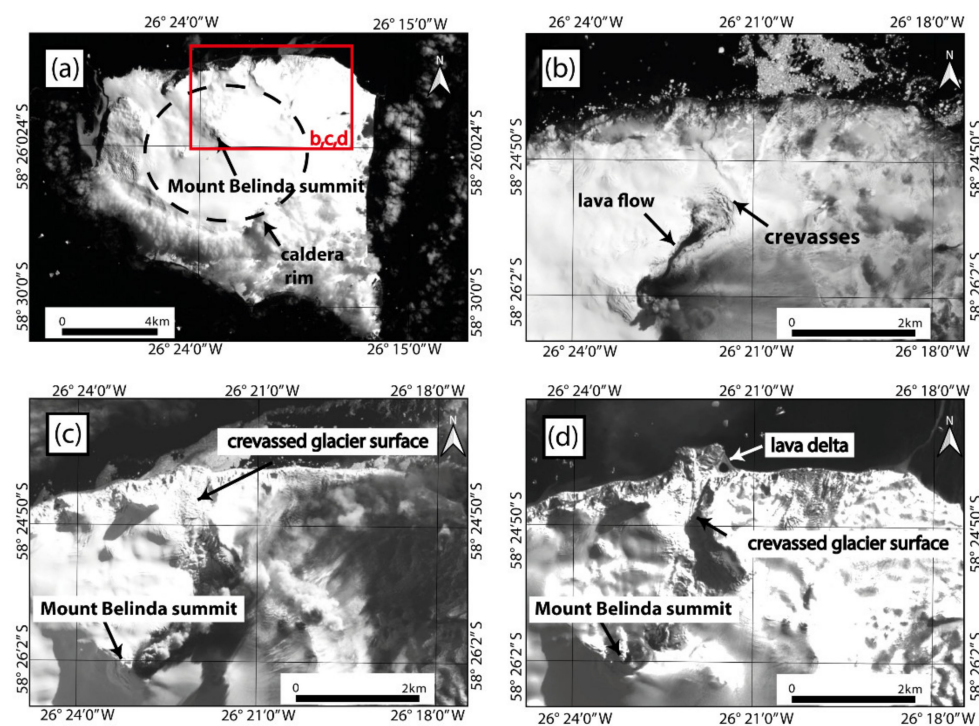 26° 24'0"W
26° 15'0"W
(a)
N
58° 26'024" S
b,c,d
58° 26'024" S
Mount Belinda summit
caldera
rim
58° 30'0" S
58° 30'0" S
0
4km
26° 24'0"W
26° 15'0"W
26° 24'0"W
26° 21'0"W
26° 18'0"W
(b)
N
58° 24'50" S
58° 24'50" S
lava flow
crevasses
58° 26'2" S
58° 26'2" S
0
2km
26° 24'0"W
26° 21'0"W
26° 18'0"W
26° 24'0"W
26° 21'0"W
26° 18'0"W
(c)
N
crevassed glacier surface
58° 24'50" S
58° 24'50" S
Mount Belinda summit
58° 26'2"S
58° 26'2"S
0
2km
26° 24'0"W
26° 21'0"W
26° 18'0"W
26° 24'0"W
26° 21'0"W
26° 18'0"W
(d)
N
lava delta
58° 24'50" S
58° 24'50" S
crevassed glacier surface
Mount Belinda summit
58° 26'2"S
58° 26'2"S
0
2km
26° 24'0"W
26° 21'0"W
26° 18'0"W